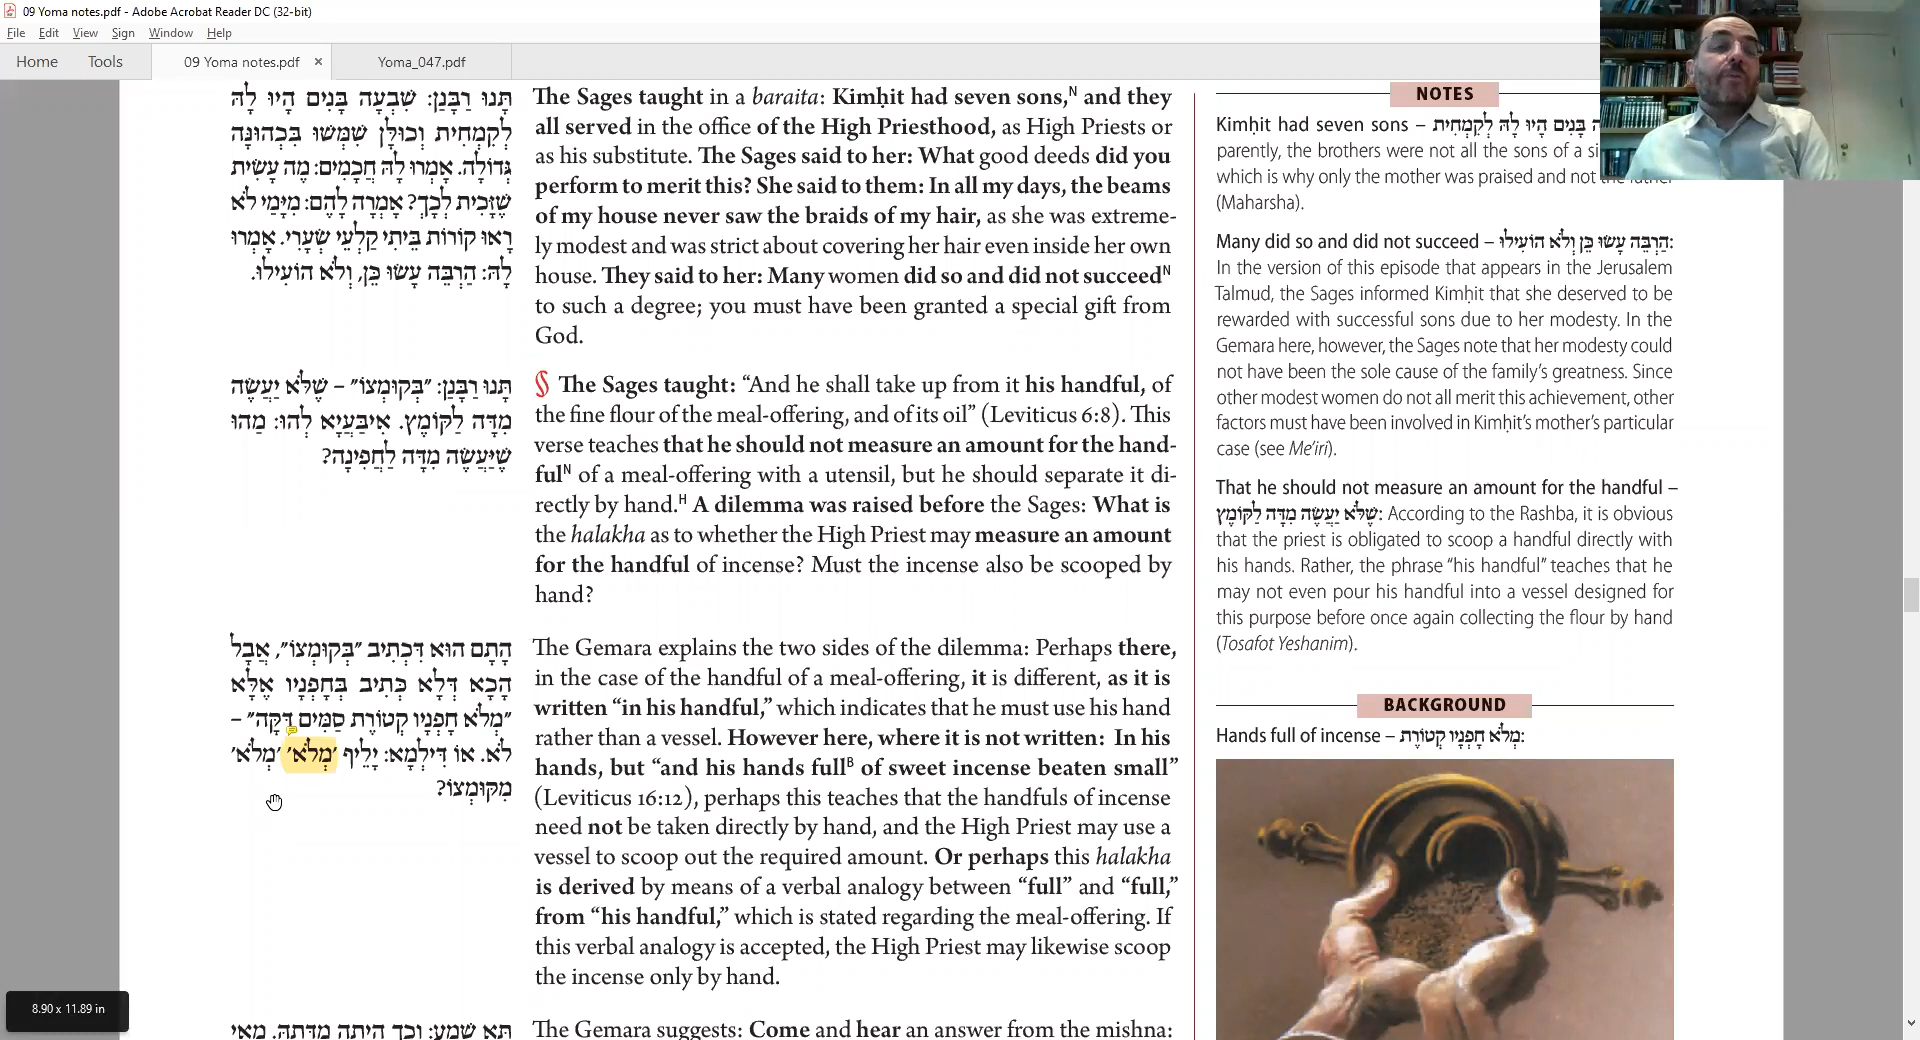 09 Yoma notes.pdf - Adobe Acrobat Reader DC (32-bit)
File Edit View Sign Window Help
Home Tools 09 Yoma notes.pdf × Yoma_047.pdf
תָּנוּ רַבָּנַן: שִׁבְעָה בָּנִים הָיוּ לָהּ
לְקִמְחִית וְכוּלָּן שִׁמְּשׁוּ בִּכְהוּנָּה
גְּדוֹלָה. אָמְרוּ לָהּ חֲכָמִים: מֶה עָשִׂית
שֶׁזָּכִית לְכָךְ? אָמְרָה לָהֶם: מִיָּמַי לֹא
רָאוּ קוֹרוֹת בֵּיתִי קַלְעֵי שְׂעָרִי. אָמְרוּ
לָהּ: הַרְבֵּה עָשׂוּ כֵּן, וְלֹא הוֹעִילוּ.
תָּנוּ רַבָּנַן: ״בְּקוּמְצוֹ״ – שֶׁלֹּא יַעֲשֶׂה
מִדָּה לַקּוֹמֶץ. אִיבַּעְיָא לְהוּ: מַהוּ
שֶׁיַּעֲשֶׂה מִדָּה לַחֲפִינָה?
הָתָם הוּא דִּכְתִיב ״בְּקוּמְצוֹ״, אֲבָל
הָכָא דְּלָא כְּתִיב בְּחָפְנָיו אֶלָּא
״מְלֹא חָפְנָיו קְטוֹרֶת סַמִּים דַּקָּה״ –
לֹא. אוֹ דִּילְמָא: יָלֵיף ׳מְלֹא׳ ׳מְלֹא׳
מִקּוּמְצוֹ?
תָּא שְׁמַע: וְכָךְ הָיְתָה מִדָּתָהּ. מַאי
The Sages taught in a baraita: Kimḥit had seven sons,ᴺ and they
all served in the office of the High Priesthood, as High Priests or
as his substitute. The Sages said to her: What good deeds did you
perform to merit this? She said to them: In all my days, the beams
of my house never saw the braids of my hair, as she was extreme-
ly modest and was strict about covering her hair even inside her own
house. They said to her: Many women did so and did not succeedᴺ
to such a degree; you must have been granted a special gift from
God.
§ The Sages taught: “And he shall take up from it his handful, of
the fine flour of the meal-offering, and of its oil” (Leviticus 6:8). This
verse teaches that he should not measure an amount for the hand-
fulᴺ of a meal-offering with a utensil, but he should separate it di-
rectly by hand.ᴴ A dilemma was raised before the Sages: What is
the halakha as to whether the High Priest may measure an amount
for the handful of incense? Must the incense also be scooped by
hand?
The Gemara explains the two sides of the dilemma: Perhaps there,
in the case of the handful of a meal-offering, it is different, as it is
written “in his handful,” which indicates that he must use his hand
rather than a vessel. However here, where it is not written: In his
hands, but “and his hands fullᴮ of sweet incense beaten small”
(Leviticus 16:12), perhaps this teaches that the handfuls of incense
need not be taken directly by hand, and the High Priest may use a
vessel to scoop out the required amount. Or perhaps this halakha
is derived by means of a verbal analogy between “full” and “full,”
from “his handful,” which is stated regarding the meal-offering. If
this verbal analogy is accepted, the High Priest may likewise scoop
the incense only by hand.
The Gemara suggests: Come and hear an answer from the mishna:
NOTES
Kimḥit had seven sons – בָּנִים הָיוּ לָהּ לְקִמְחִית
parently, the brothers were not all the sons of a
which is why only the mother was praised and not the father
(Maharsha).
Many did so and did not succeed – הַרְבֵּה עָשׂוּ כֵּן וְלֹא הוֹעִילוּ:
In the version of this episode that appears in the Jerusalem
Talmud, the Sages informed Kimḥit that she deserved to be
rewarded with successful sons due to her modesty. In the
Gemara here, however, the Sages note that her modesty could
not have been the sole cause of the family’s greatness. Since
other modest women do not all merit this achievement, other
factors must have been involved in Kimḥit’s mother’s particular
case (see Me’iri).
That he should not measure an amount for the handful –
שֶׁלֹּא יַעֲשֶׂה מִדָּה לַקּוֹמֶץ: According to the Rashba, it is obvious
that the priest is obligated to scoop a handful directly with
his hands. Rather, the phrase “his handful” teaches that he
may not even pour his handful into a vessel designed for
this purpose before once again collecting the flour by hand
(Tosafot Yeshanim).
BACKGROUND
Hands full of incense – מְלֹא חָפְנָיו קְטוֹרֶת:
8.90 x 11.89 in